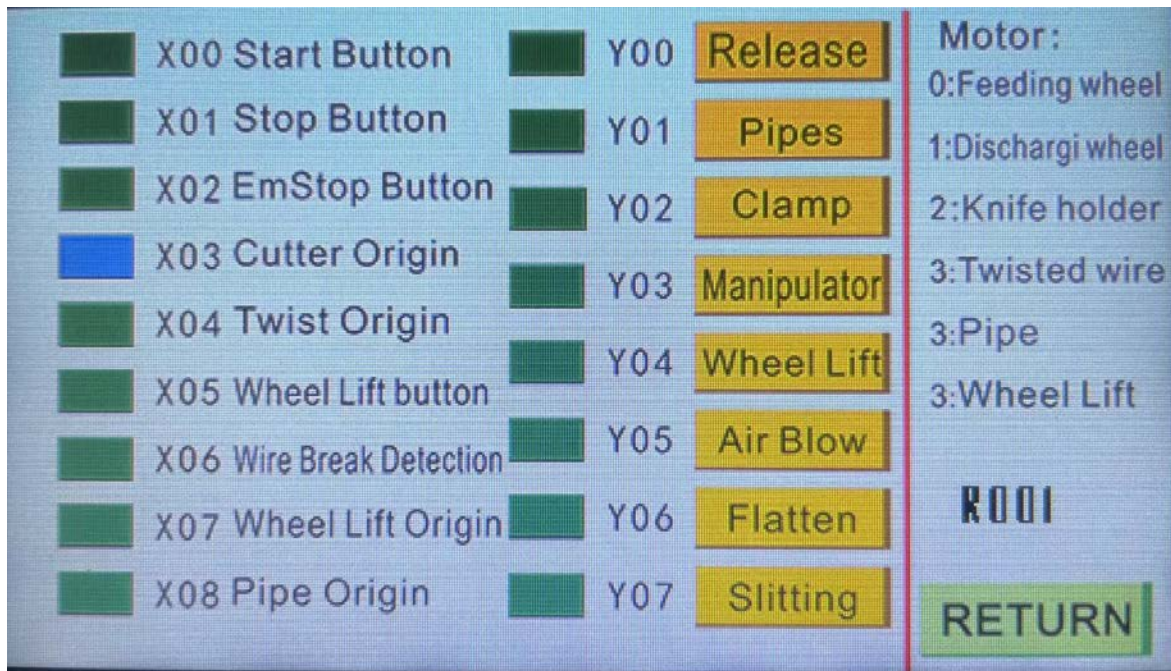 X00 Start Button
X01 Stop Button
X02 EmStop Button
X03 Cutter Origin
X04 Twist Origin
X05 Wheel Lift button
X06 Wire Break Detection
X07 Wheel Lift Origin
X08 Pipe Origin
Y00 Release
Y01 Pipes
Y02 Clamp
Y03 Manipulator
Y04 Wheel Lift
Y05 Air Blow
Y06 Flatten
Y07 Slitting
Motor:
0:Feeding wheel
1:Dischargi wheel
2:Knife holder
3:Twisted wire
3:Pipe
3:Wheel Lift
R001
RETURN